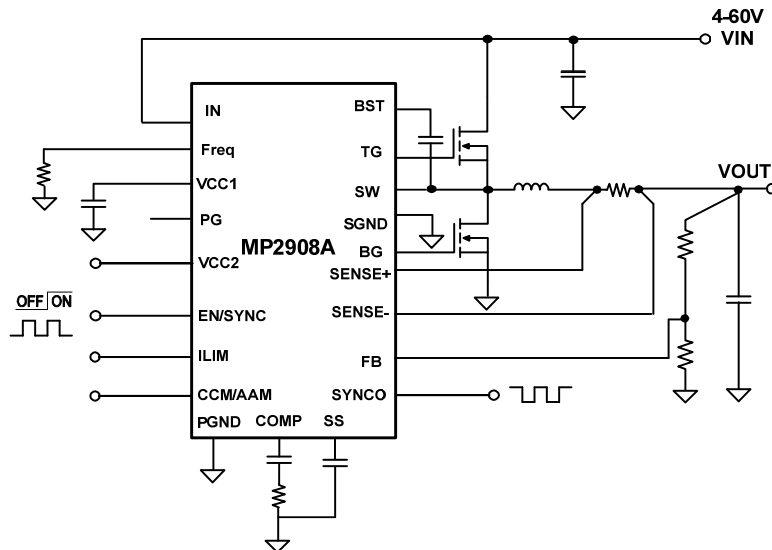 4-60V
VIN
IN
BST
Freq
TG
VCC1
SW
VOUT
PG
SGND
MP2908A
BG
VCC2
SENSE+
OFF ON
EN/SYNC
SENSE-
ILIM
FB
CCM/AAM
SYNCO
PGND COMP SS